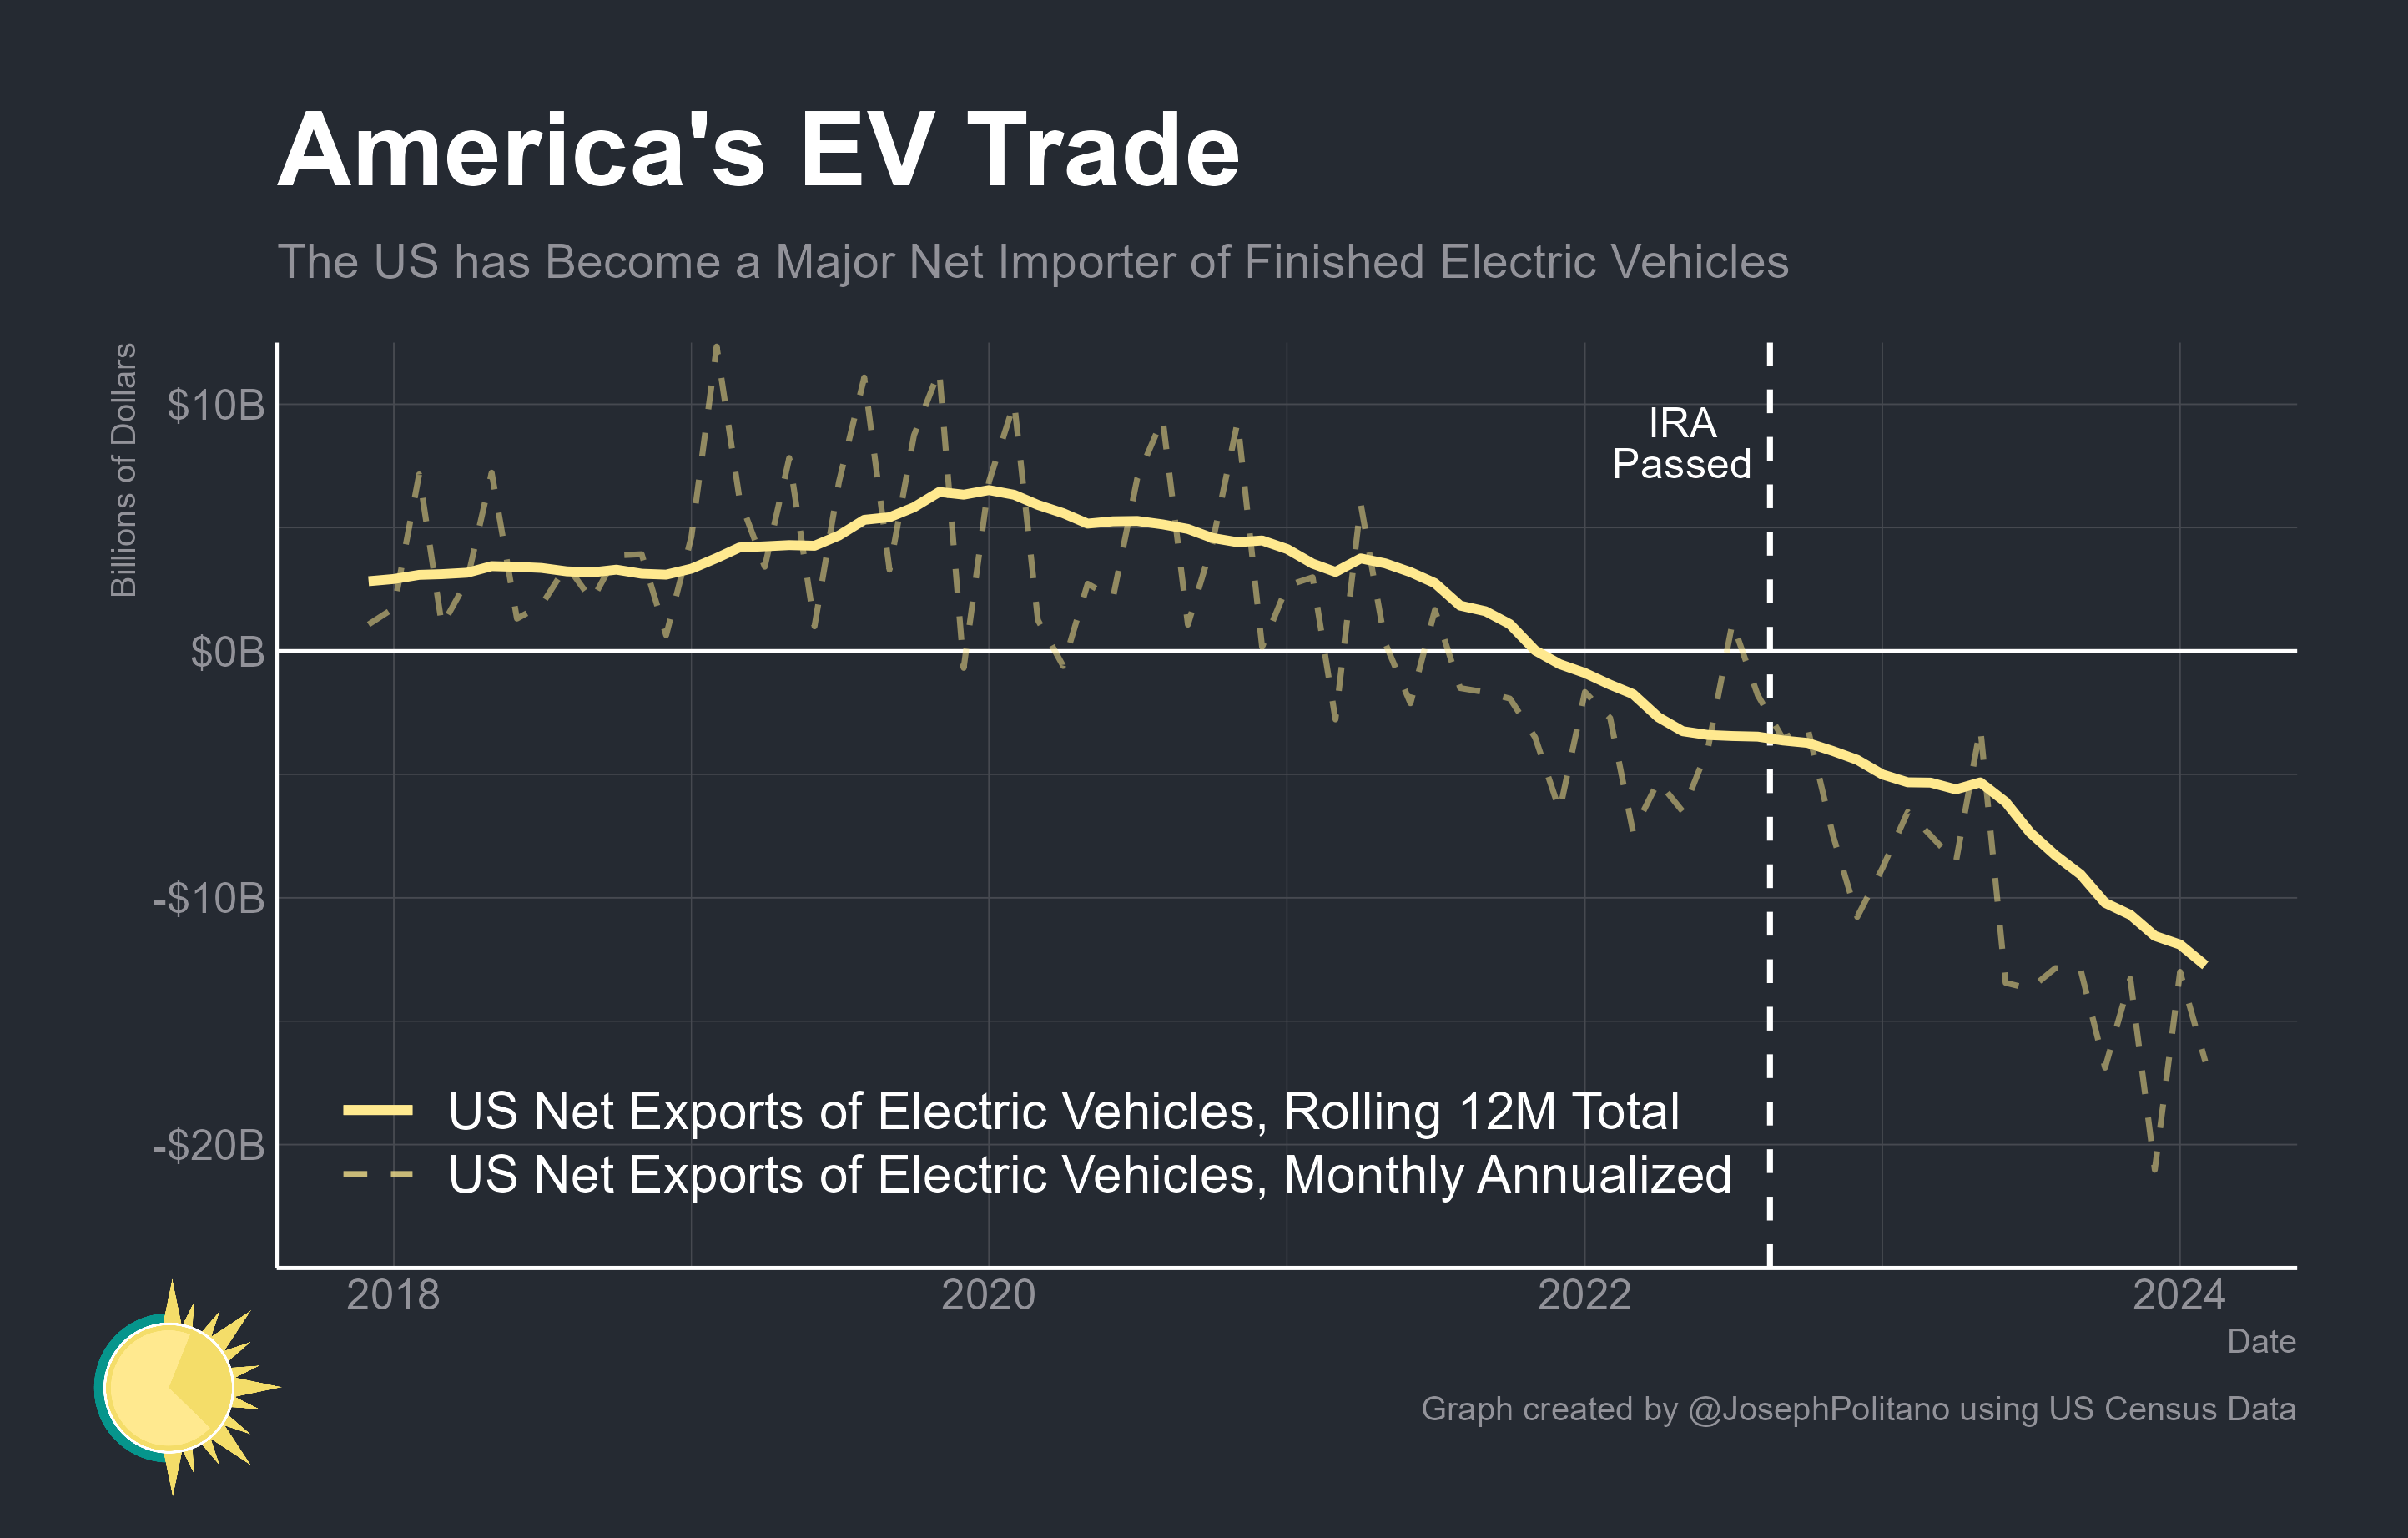 America's EV Trade
The US has Become a Major Net Importer of Finished Electric Vehicles
Billions of Dollars
$10B
$0B
-$10B
-$20B
IRA
Passed
US Net Exports of Electric Vehicles, Rolling 12M Total
US Net Exports of Electric Vehicles, Monthly Annualized
2018
2020
2022
2024
Date
Graph created by @JosephPolitano using US Census Data